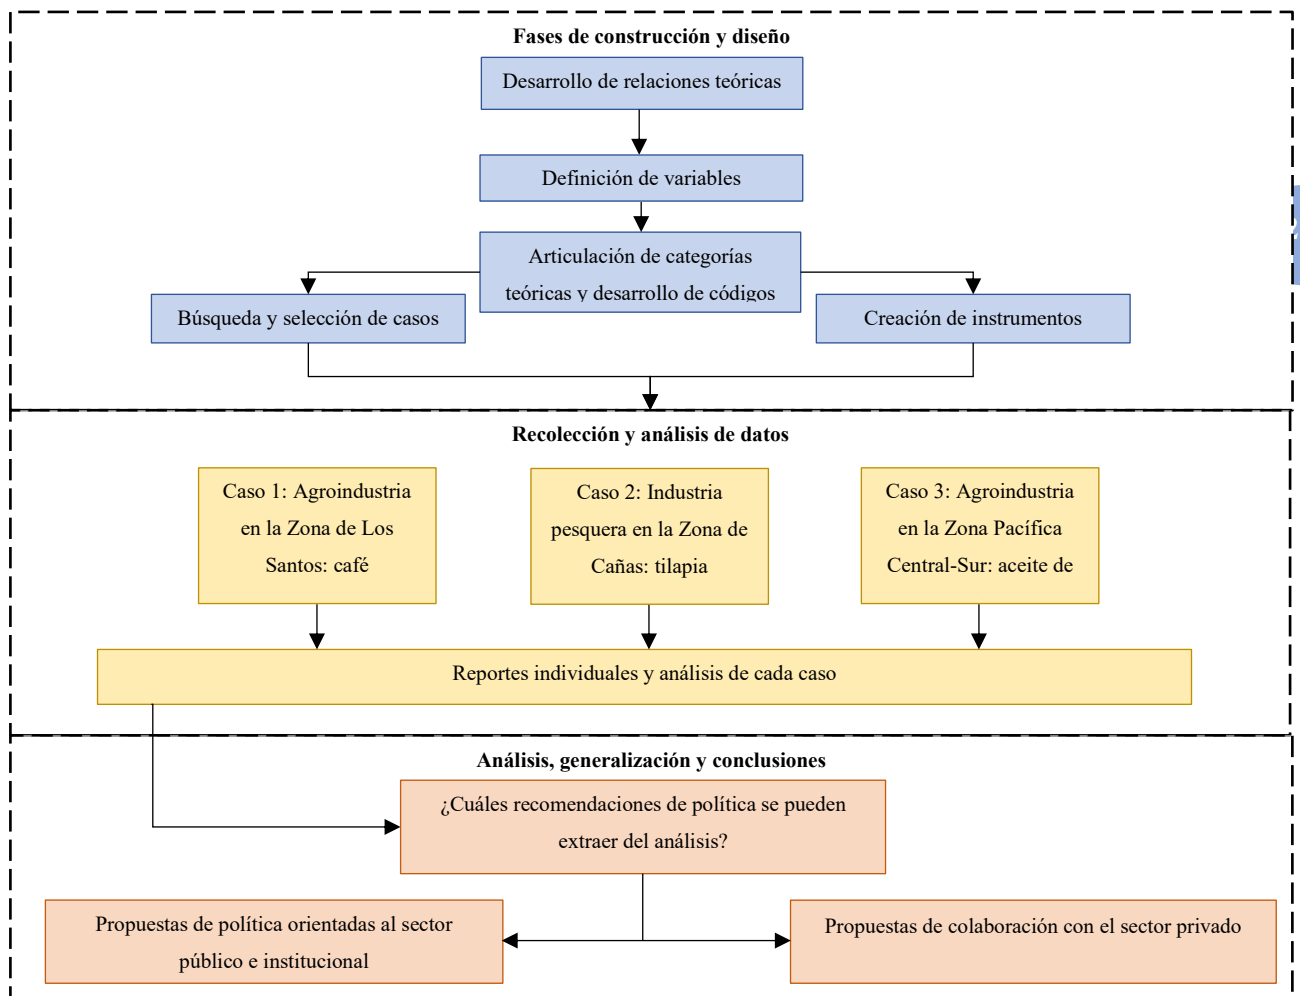 Fases de construcción y diseño
Desarrollo de relaciones teóricas
Definición de variables
Articulación de categorías
teóricas y desarrollo de códigos
Búsqueda y selección de casos
Creación de instrumentos
Recolección y análisis de datos
Caso 1: Agroindustria
en la Zona de Los
Santos: café
Caso 2: Industria
pesquera en la Zona de
Cañas: tilapia
Caso 3: Agroindustria
en la Zona Pacífica
Central-Sur: aceite de
Reportes individuales y análisis de cada caso
Análisis, generalización y conclusiones
¿Cuáles recomendaciones de política se pueden
extraer del análisis?
Propuestas de política orientadas al sector
público e institucional
Propuestas de colaboración con el sector privado